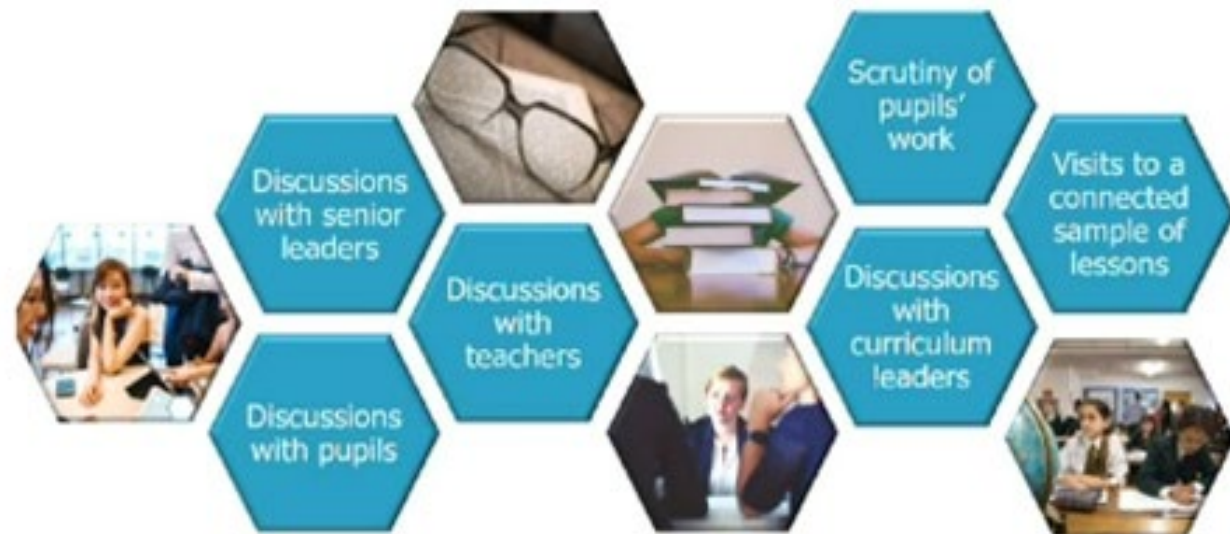 Discussions
with senior
leaders
Discussions
with pupils
Discussions
with
teachers
Scrutiny of
pupils'
work
Discussions
with
curriculum
leaders
Visits to a
connected
sample of
lessons